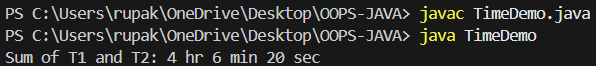 PS C:\Users\rupak\OneDrive\Desktop\OOPS-JAVA> javac TimeDemo.java
PS C:\Users\rupak\OneDrive\Desktop\OOPS-JAVA> java TimeDemo
Sum of T1 and T2: 4 hr 6 min 20 sec